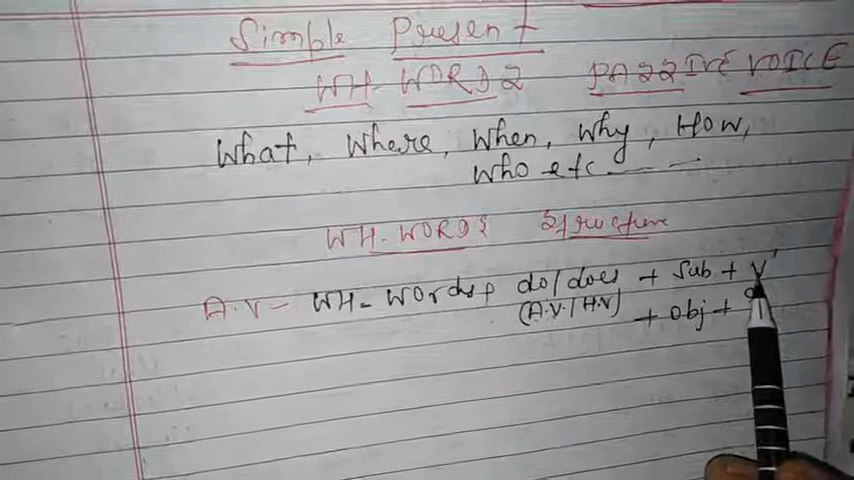 Simple Present
WH- WORDS PASSIVE VOICE
What, Where, When, Why, How,
Who etc.
WH- WORDS Structure
A.V - WH- Words+ do/does + Sub + V'
(A.V./H.V) + Obj +